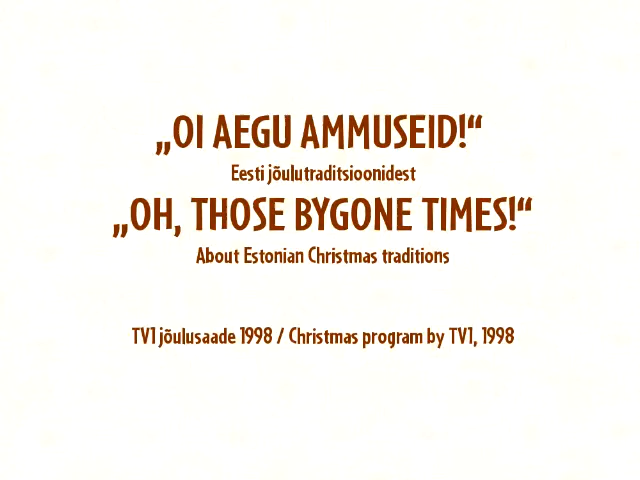 „OI AEGU AMMUSEID!“
Eesti jõulutraditsioonidest
„OH, THOSE BYGONE TIMES!“
About Estonian Christmas traditions
TV1 jõulusaade 1998 / Christmas program by TV1, 1998